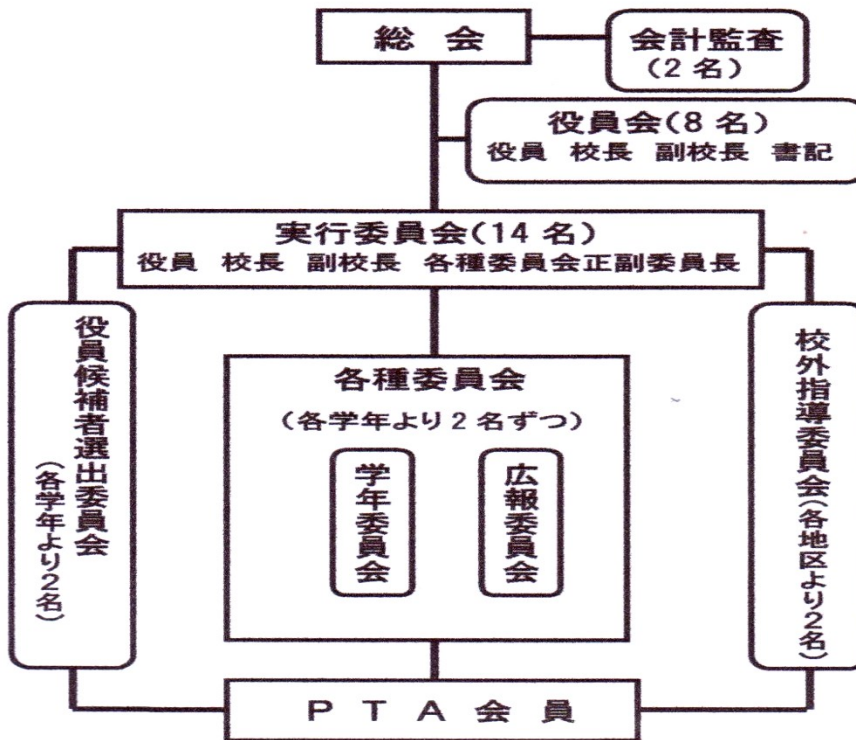 総会
会計監査
(2名)
役員会(8名)
役員 校長 副校長 書記
実行委員会(14名)
役員 校長 副校長 各種委員会正副委員長
役員候補者選出委員会
(各学年より2名)
各種委員会
(各学年より2名ずつ)
学年委員会
広報委員会
校外指導委員会(各地区より2名)
PTA会員